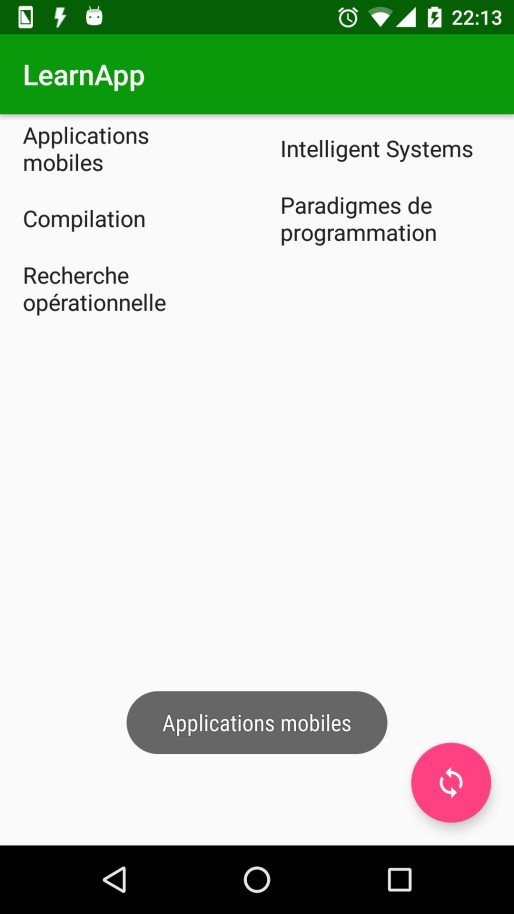 22:13
LearnApp
Applications
mobiles
Intelligent Systems
Compilation
Paradigmes de
programmation
Recherche
opérationnelle
Applications mobiles